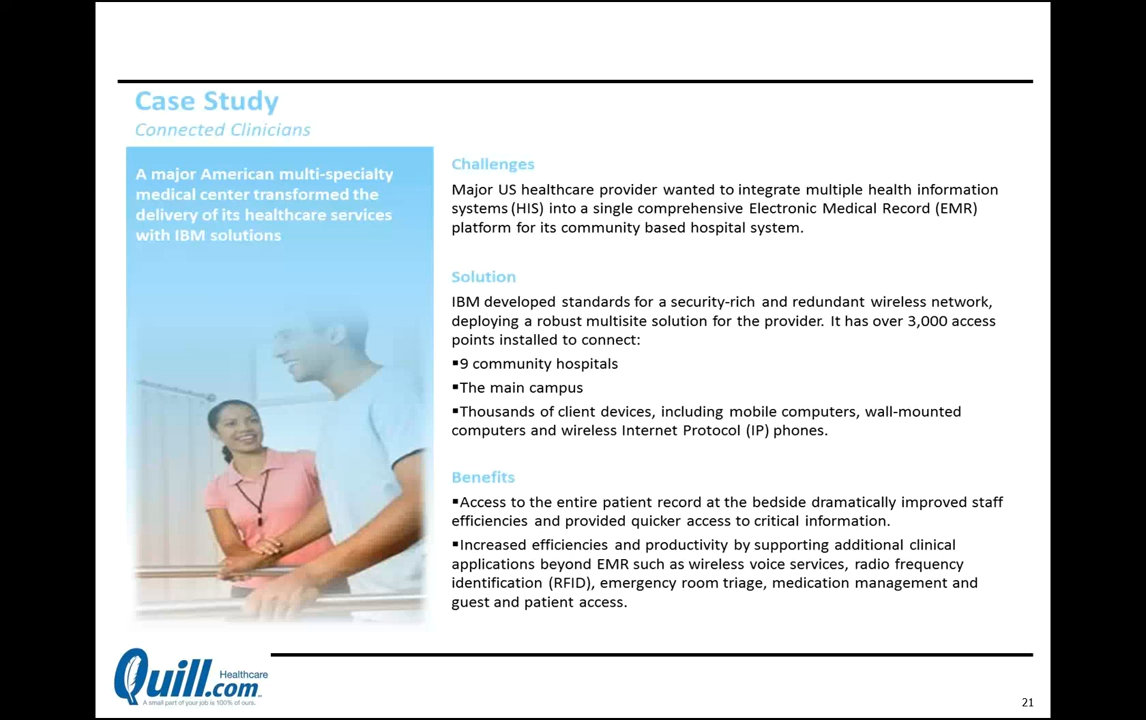 Case Study
Connected Clinicians
A major American multi-specialty
medical center transformed the
delivery of its healthcare services
with IBM solutions
Challenges
Major US healthcare provider wanted to integrate multiple health information
systems (HIS) into a single comprehensive Electronic Medical Record (EMR)
platform for its community based hospital system.
Solution
IBM developed standards for a security-rich and redundant wireless network,
deploying a robust multisite solution for the provider. It has over 3,000 access
points installed to connect:
▪9 community hospitals
▪The main campus
▪Thousands of client devices, including mobile computers, wall-mounted
computers and wireless Internet Protocol (IP) phones.
Benefits
▪Access to the entire patient record at the bedside dramatically improved staff
efficiencies and provided quicker access to critical information.
▪Increased efficiencies and productivity by supporting additional clinical
applications beyond EMR such as wireless voice services, radio frequency
identification (RFID), emergency room triage, medication management and
guest and patient access.
Healthcare
Quill.com
A small part of your job is 100% of ours.
21